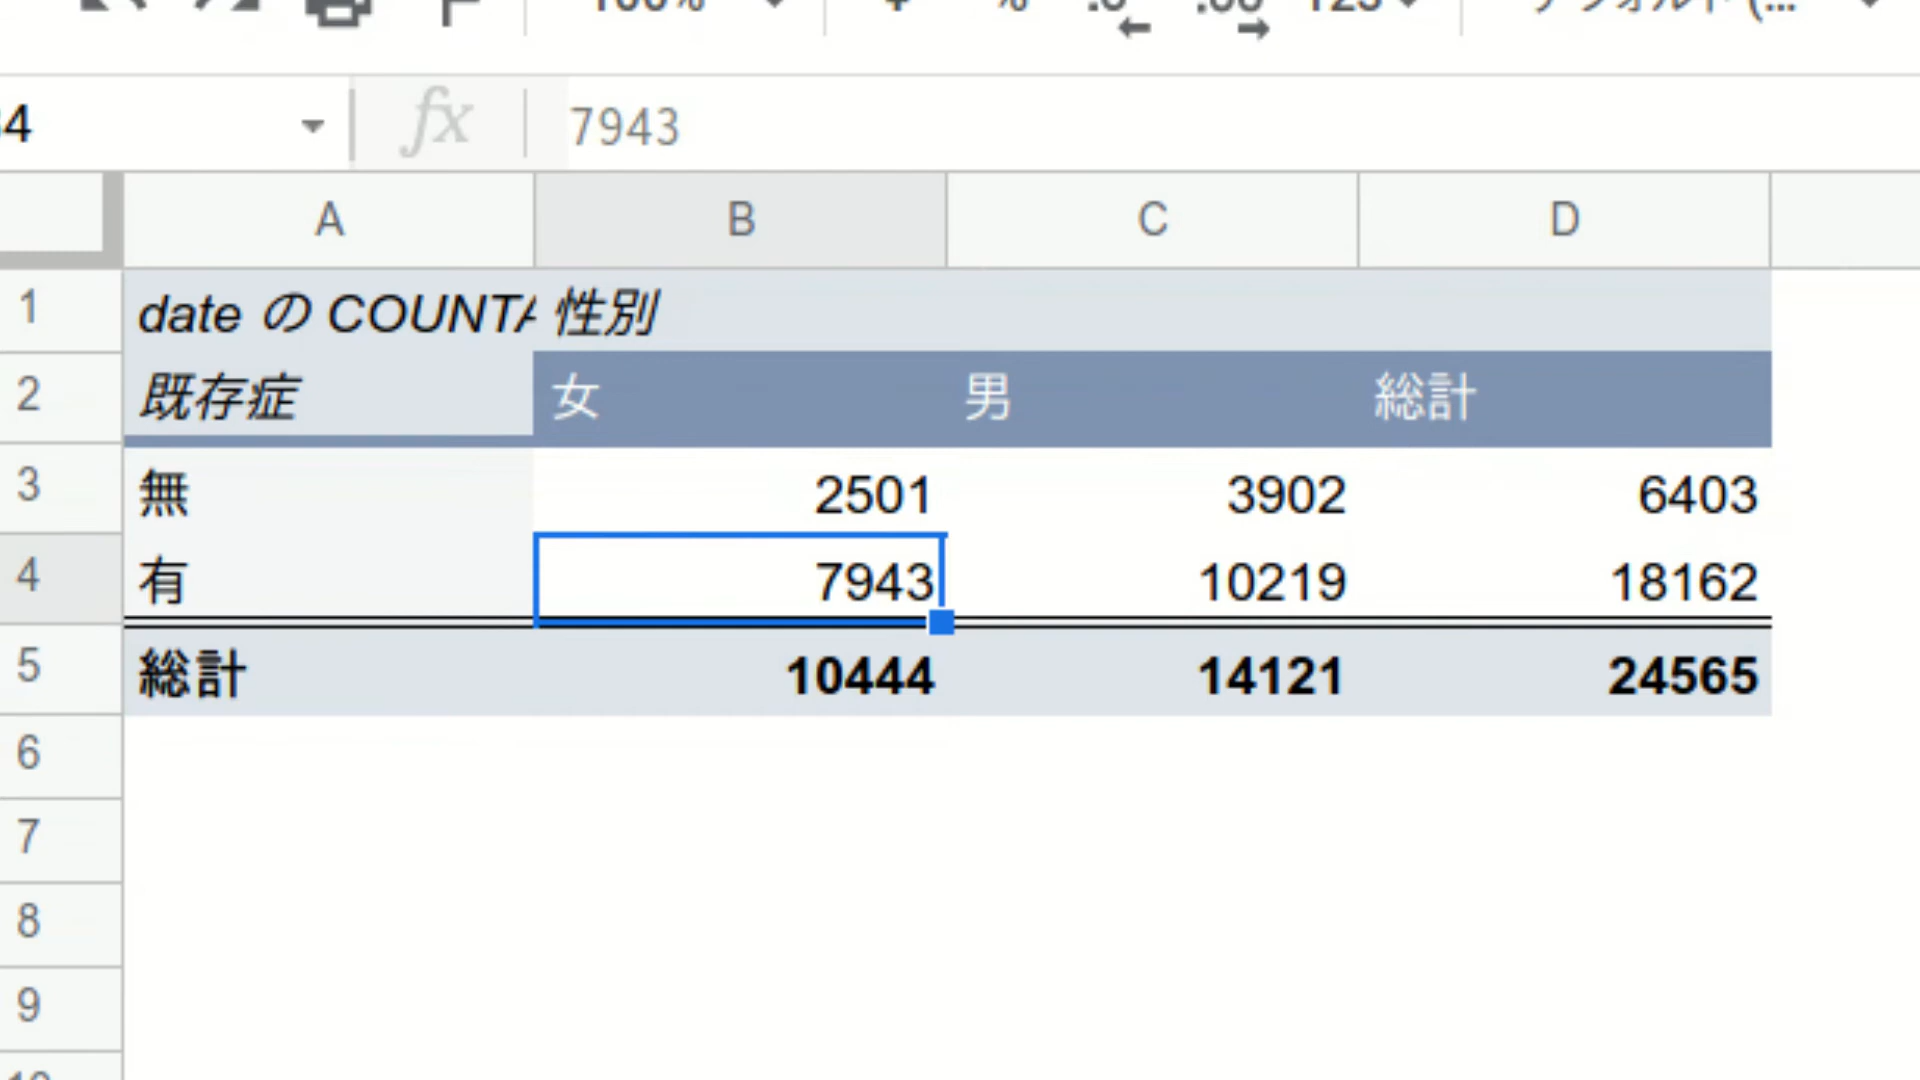 7943
A B C D
1 date の COUNTA 性別
2 既存症 女 男 総計
3 無 2501 3902 6403
4 有 7943 10219 18162
5 総計 10444 14121 24565
6
7
8
9